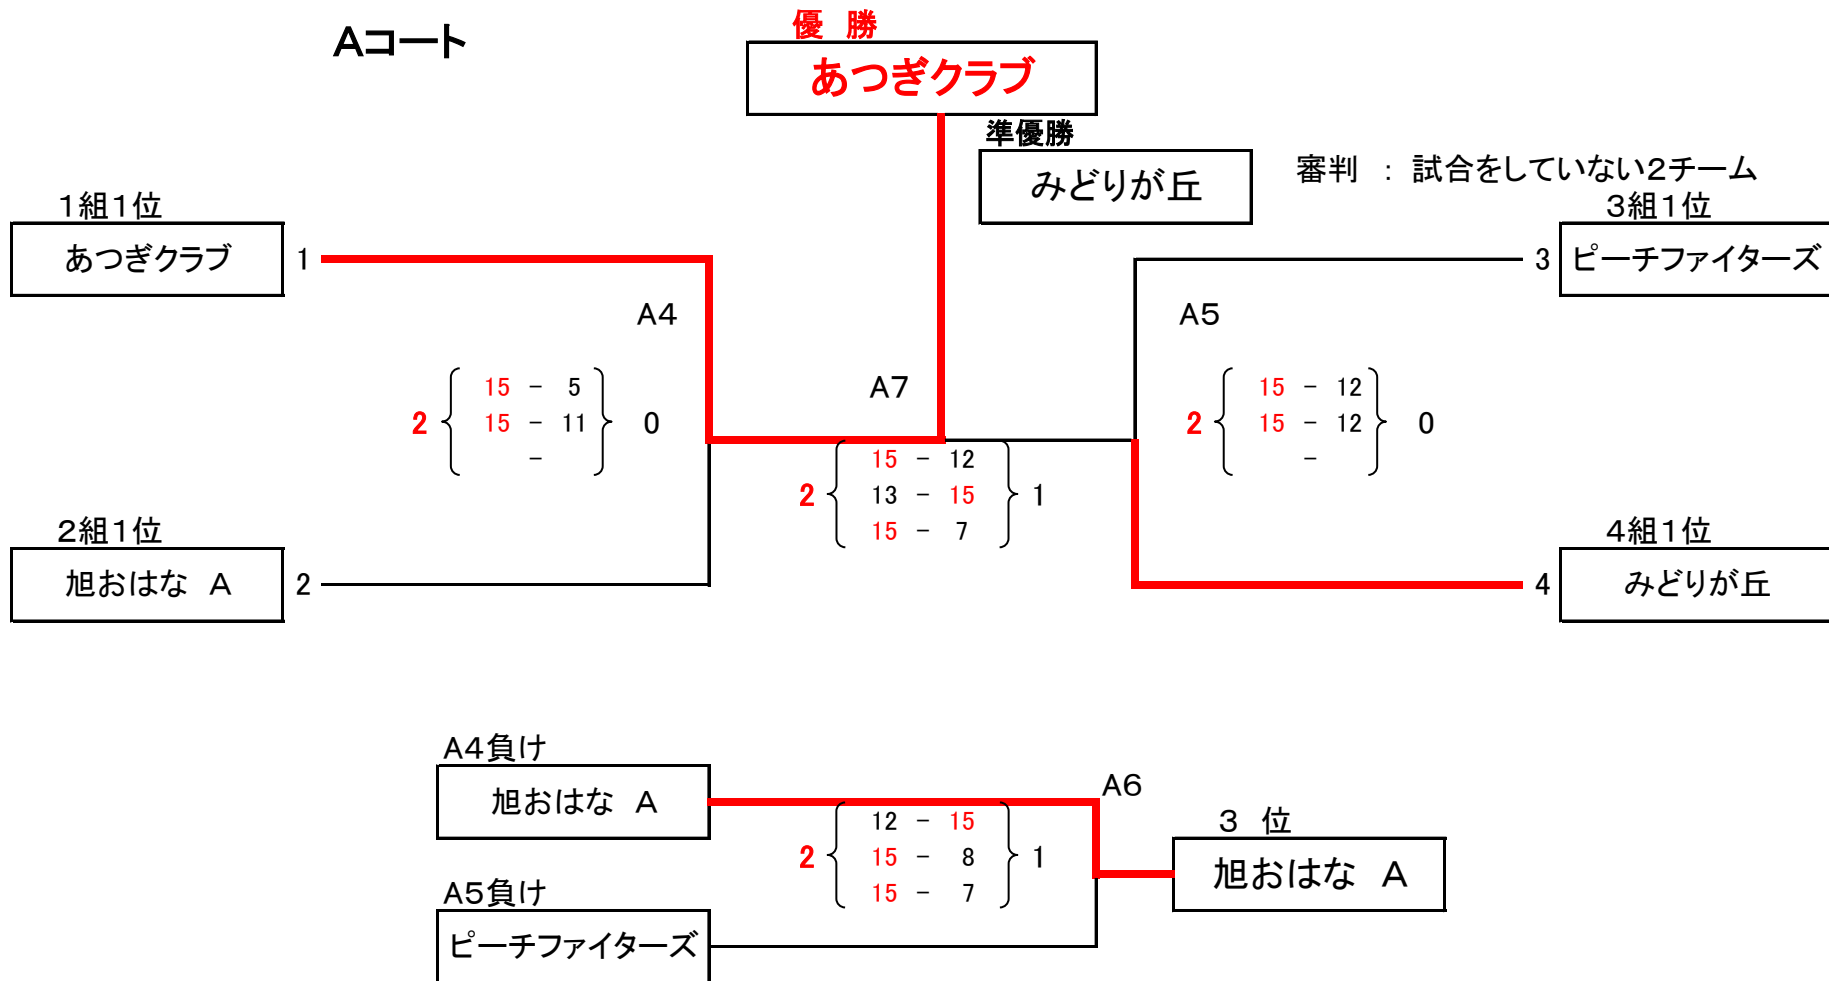 Aコート
優 勝
あつぎクラブ
準優勝
みどりが丘
審判 : 試合をしていない2チーム
1組1位
あつぎクラブ 1
3組1位
3 ピーチファイターズ
A4
A5
A7
2 15 - 5 0
15 - 11
-
2 15 - 12 0
15 - 12
-
15 - 12
2 13 - 15 1
15 - 7
2組1位
旭おはな A 2
4組1位
4 みどりが丘
A4負け
旭おはな A
A6
12 - 15
2 15 - 8 1
15 - 7
3 位
旭おはな A
A5負け
ピーチファイターズ